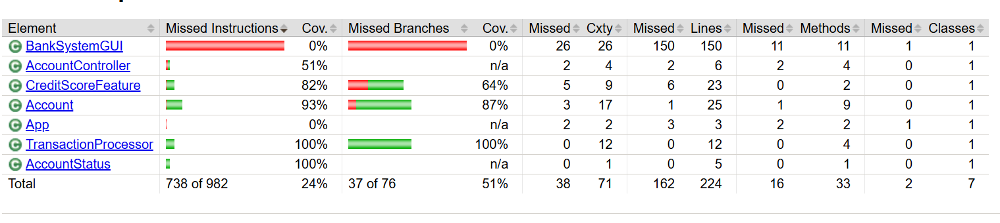 Element Missed Instructions Cov. Missed Branches Cov. Missed Cxty Missed Lines Missed Methods Missed Classes
C BankSystemGUI 0% 0% 26 26 150 150 11 11 1 1
C AccountController 51% n/a 2 4 2 6 2 4 0 1
C CreditScoreFeature 82% 64% 5 9 6 23 0 2 0 1
C Account 93% 87% 3 17 1 25 1 9 0 1
C App 0% n/a 2 2 3 3 2 2 1 1
C TransactionProcessor 100% 100% 0 12 0 12 0 4 0 1
C AccountStatus 100% n/a 0 1 0 5 0 1 0 1
Total 738 of 982 24% 37 of 76 51% 38 71 162 224 16 33 2 7